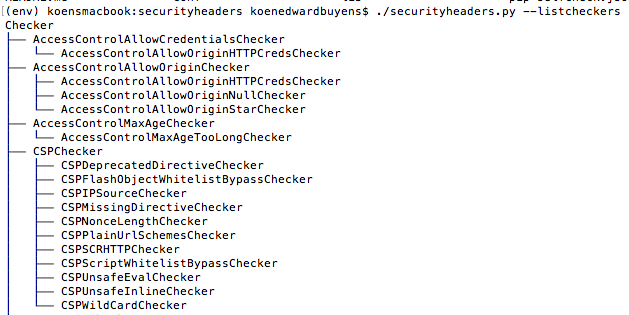 (env) koensmacbook:securityheaders koenedwardbuyens$ ./securityheaders.py --listcheckers
Checker
├── AccessControlAllowCredentialsChecker
│   └── AccessControlAllowOriginHTTPCredsChecker
├── AccessControlAllowOriginChecker
│   ├── AccessControlAllowOriginHTTPCredsChecker
│   ├── AccessControlAllowOriginNullChecker
│   └── AccessControlAllowOriginStarChecker
├── AccessControlMaxAgeChecker
│   └── AccessControlMaxAgeTooLongChecker
├── CSPChecker
│   ├── CSPDeprecatedDirectiveChecker
│   ├── CSPFlashObjectWhitelistBypassChecker
│   ├── CSPIPSourceChecker
│   ├── CSPMissingDirectiveChecker
│   ├── CSPNonceLengthChecker
│   ├── CSPPlainUrlSchemesChecker
│   ├── CSPSCRHTTPChecker
│   ├── CSPScriptWhitelistBypassChecker
│   ├── CSPUnsafeEvalChecker
│   ├── CSPUnsafeInlineChecker
│   └── CSPWildCardChecker